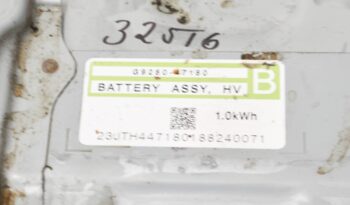 32516
G9280-47180
BATTERY ASSY, HV
B
1.0kWh
23UTH447180188240071